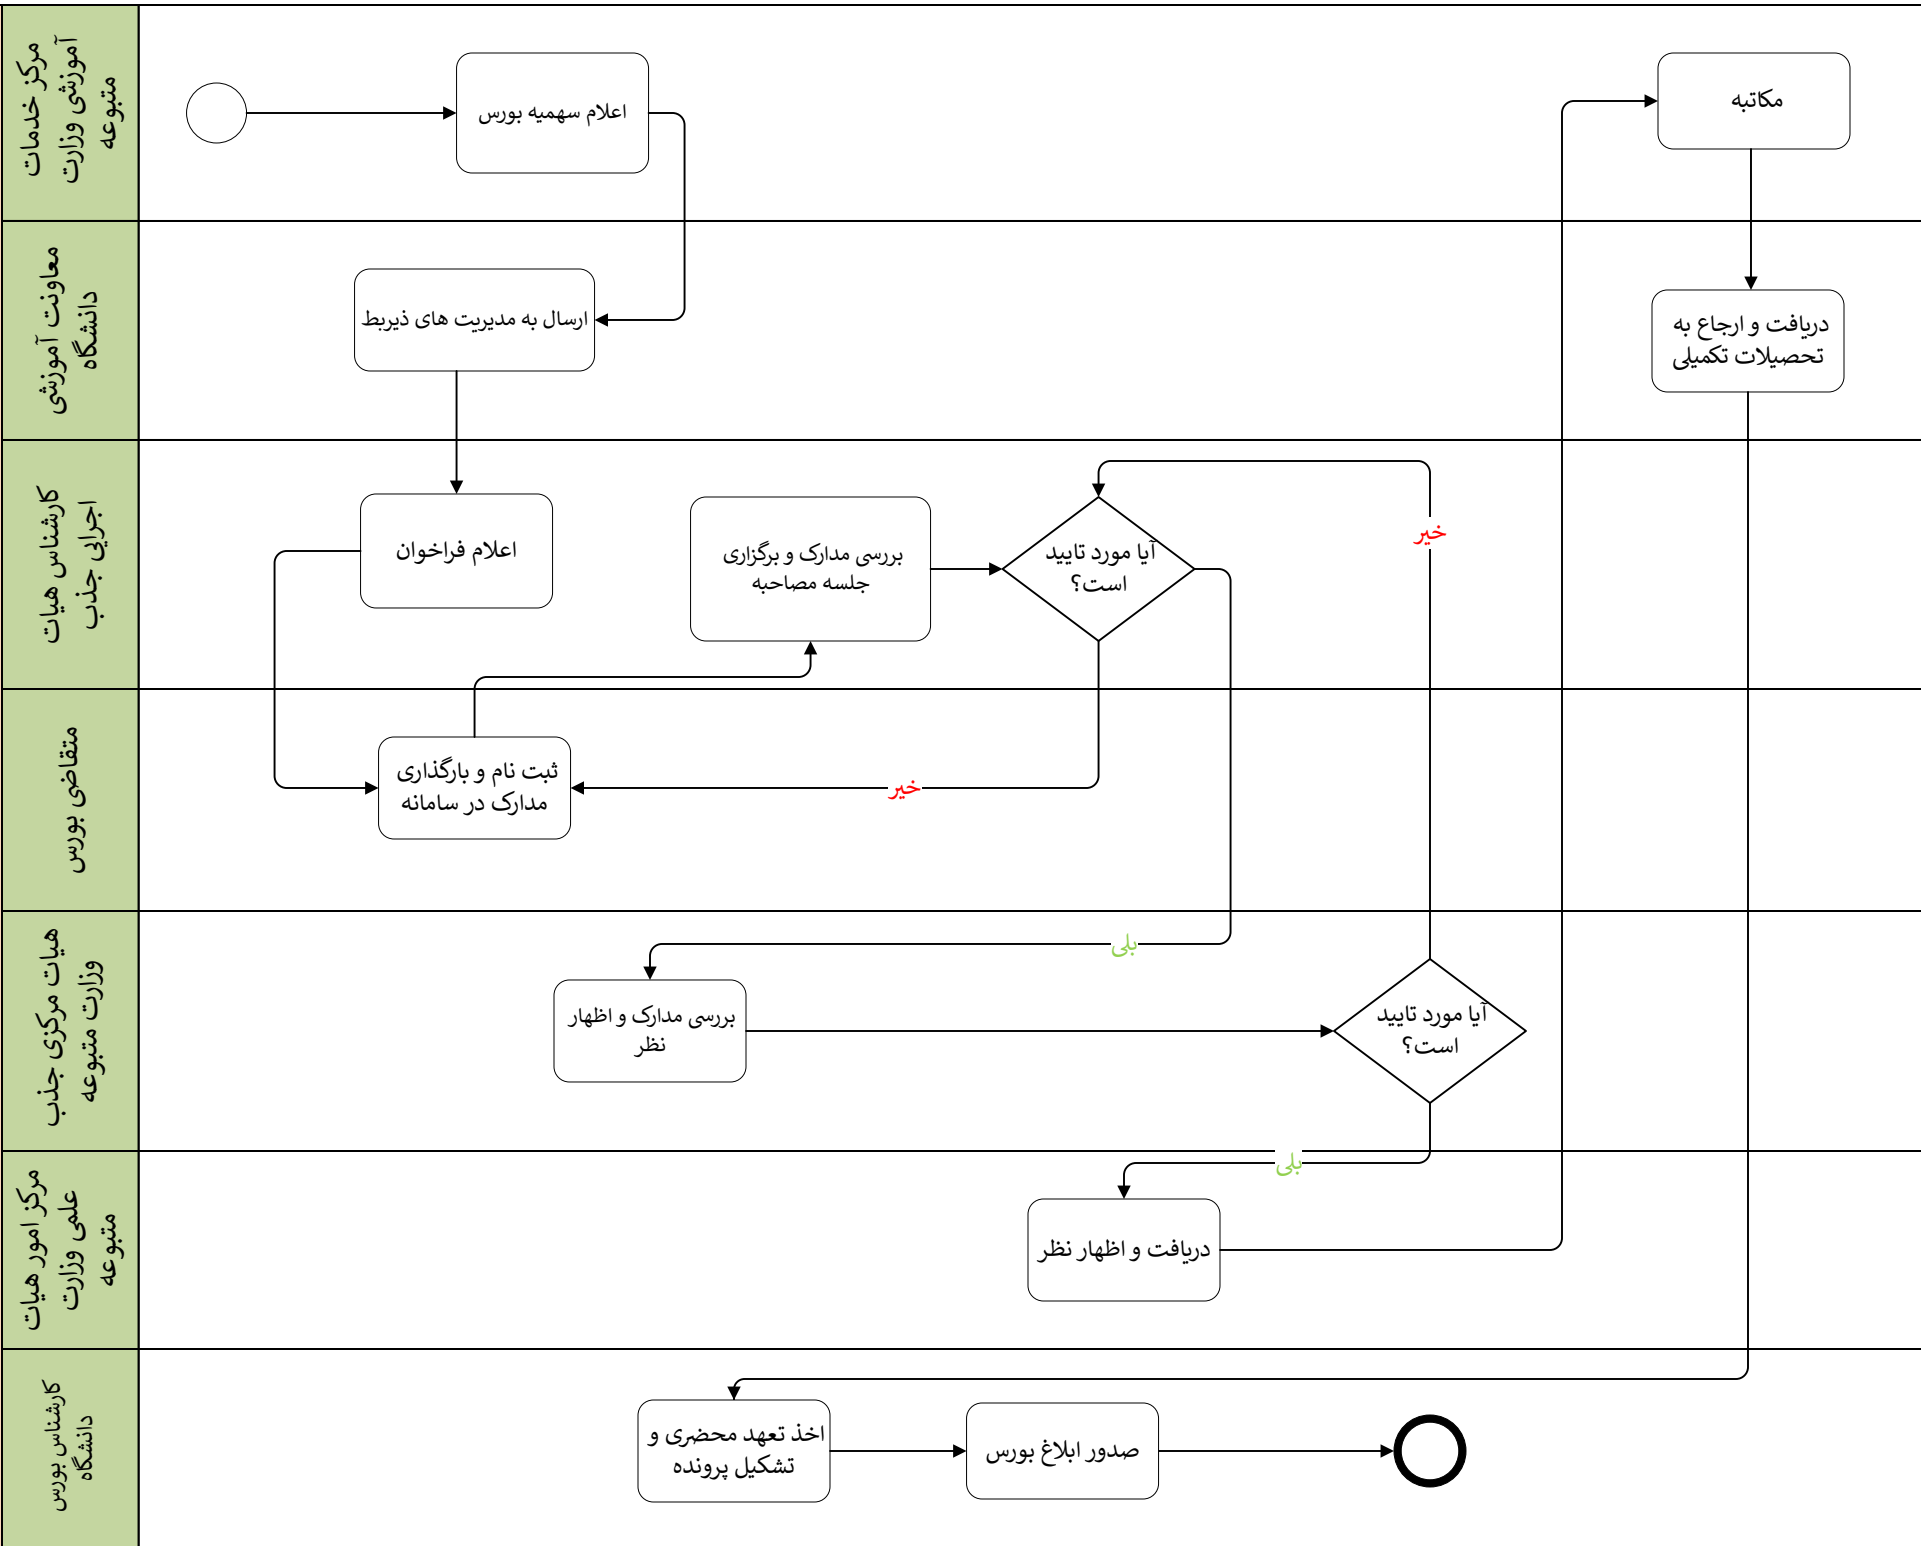 مرکز خدمات
آموزشی وزارت
متبوعه
اعلام سهمیه بورس
مکاتبه
معاونت آموزشی
دانشگاه
ارسال به مدیریت های ذیربط
دریافت و ارجاع به
تحصیلات تکمیلی
کارشناس هیات
اجرایی جذب
اعلام فراخوان
بررسی مدارک و برگزاری
جلسه مصاحبه
آیا مورد تایید
است؟
خیر
متقاضی بورس
ثبت نام و بارگذاری
مدارک در سامانه
خیر
هیات مرکزی جذب
وزارت متبوعه
بلی
بررسی مدارک و اظهار
نظر
آیا مورد تایید
است؟
مرکز امور هیات
علمی وزارت
متبوعه
بلی
دریافت و اظهار نظر
کارشناس بورس
دانشگاه
اخذ تعهد محضری و
تشکیل پرونده
صدور ابلاغ بورس